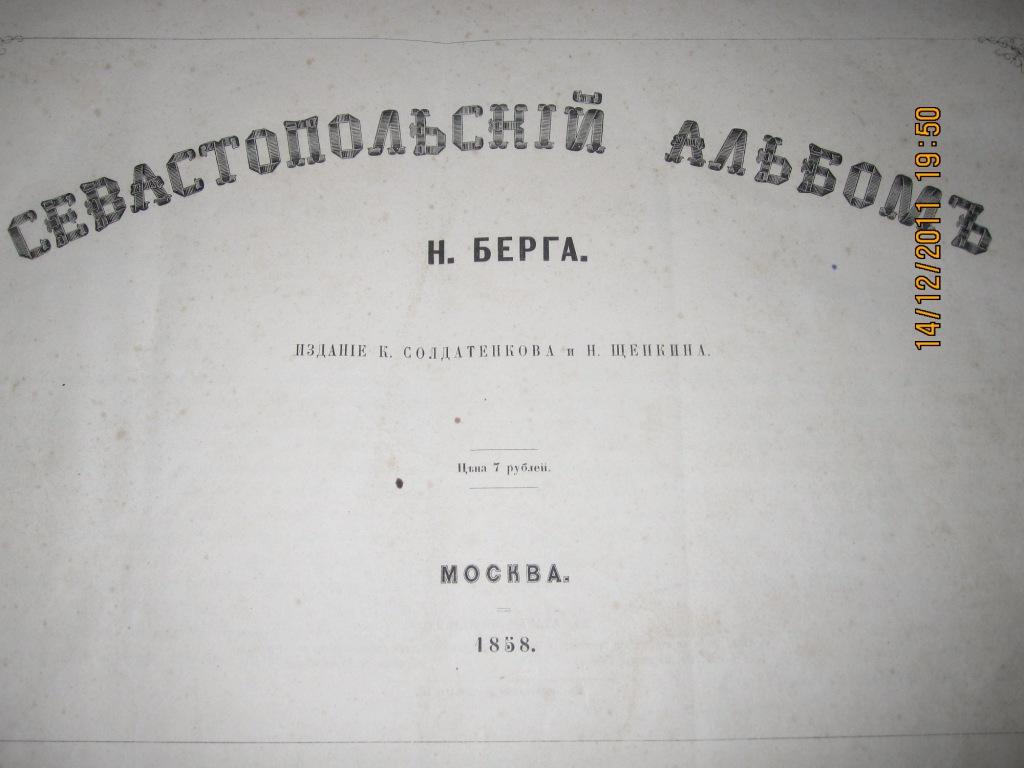 СЕВАСТОПОЛЬСКІЙ АЛЬБОМЪ
Н. БЕРГА.
ИЗДАНІЕ К. СОЛДАТЕНКОВА и Н. ЩЕПКИНА.
Цѣна 7 рублей.
МОСКВА.
1858.
14/12/2011 19:50